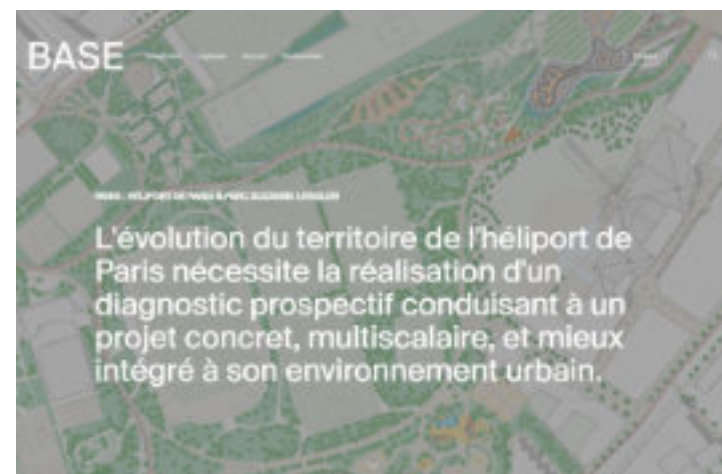 BASE
L'évolution du territoire de l'héliport de
Paris nécessite la réalisation d'un
diagnostic prospectif conduisant à un
projet concret, multiscalaire, et mieux
intégré à son environnement urbain.